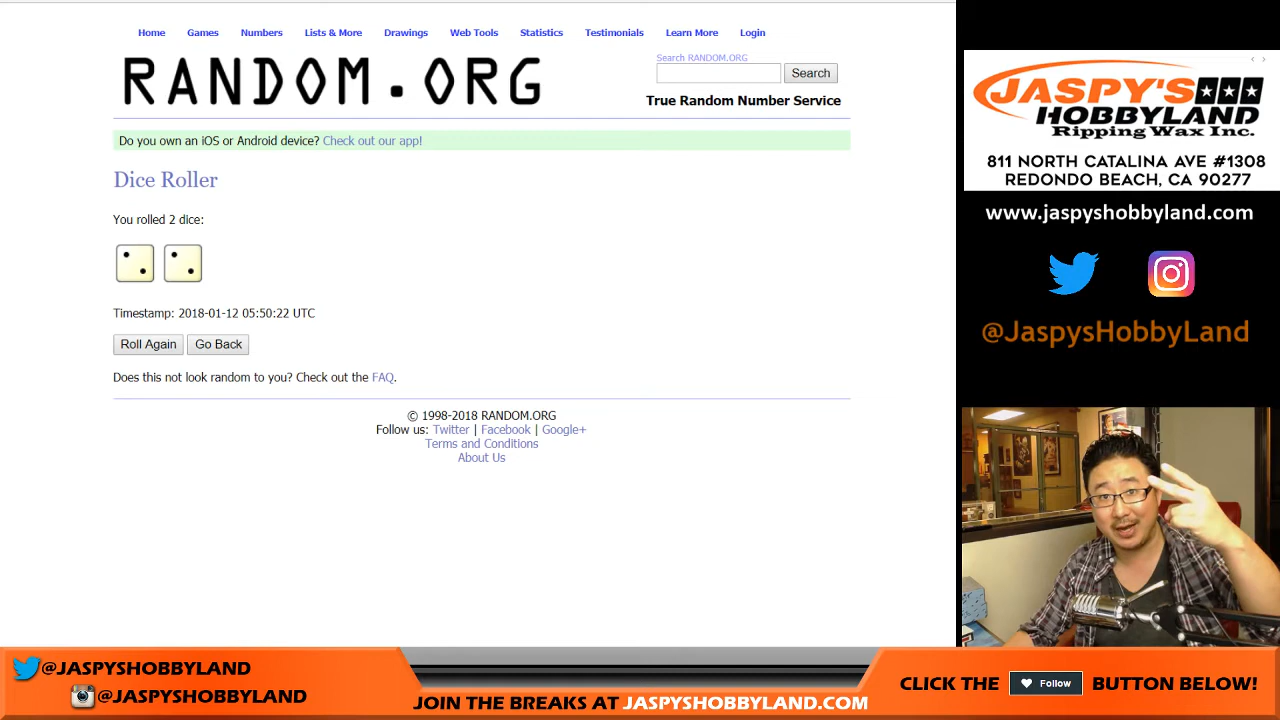 Home Games Numbers Lists & More Drawings Web Tools Statistics Testimonials Learn More Login
RANDOM.ORG
Search RANDOM.ORG
Search
True Random Number Service
Do you own an iOS or Android device? Check out our app!
Dice Roller
You rolled 2 dice:
Timestamp: 2018-01-12 05:50:22 UTC
Roll Again Go Back
Does this not look random to you? Check out the FAQ.
© 1998-2018 RANDOM.ORG
Follow us: Twitter | Facebook | Google+
Terms and Conditions
About Us
JASPY'S
HOBBYLAND
Ripping Wax Inc.
811 NORTH CATALINA AVE #1308
REDONDO BEACH, CA 90277
www.jaspyshobbyland.com
@JaspysHobbyLand
@JASPYSHOBBYLAND
@JASPYSHOBBYLAND
JOIN THE BREAKS AT JASPYSHOBBYLAND.COM
CLICK THE Follow BUTTON BELOW!